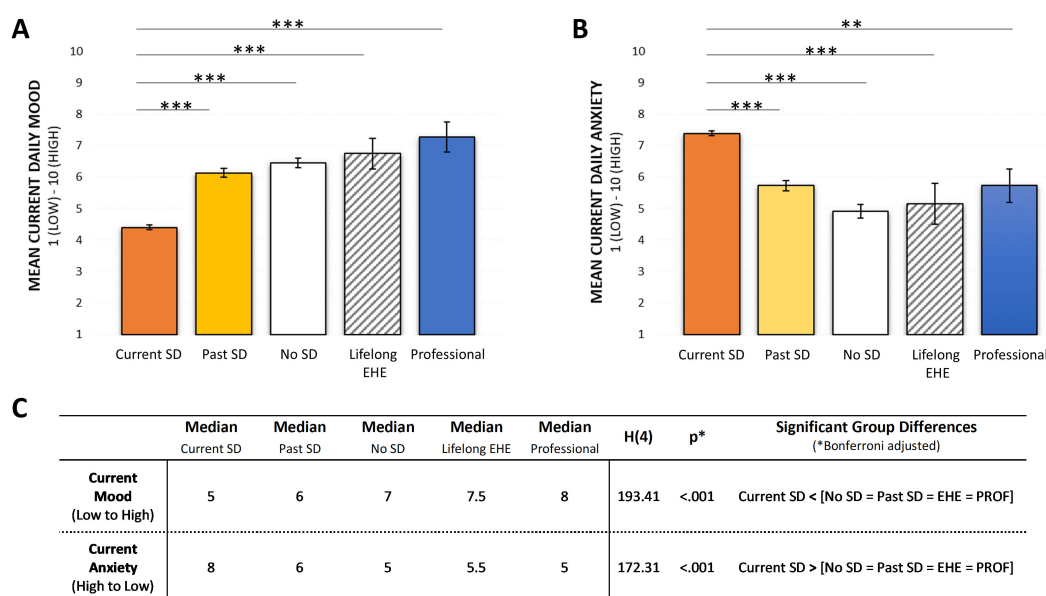 A
MEAN CURRENT DAILY MOOD
1 (LOW) - 10 (HIGH)
***
***
***
***
10
9
8
7
6
5
4
3
2
1
Current SD
Past SD
No SD
Lifelong
EHE
Professional
B
MEAN CURRENT DAILY ANXIETY
1 (LOW) - 10 (HIGH)
**
***
***
***
10
9
8
7
6
5
4
3
2
1
Current SD
Past SD
No SD
Lifelong
EHE
Professional
C
Median Median Median Median Median H(4) p* Significant Group Differences
Current SD Past SD No SD Lifelong EHE Professional (*Bonferroni adjusted)
Current
Mood 5 6 7 7.5 8 193.41 <.001 Current SD < [No SD = Past SD = EHE = PROF]
(Low to High)
Current
Anxiety 8 6 5 5.5 5 172.31 <.001 Current SD > [No SD = Past SD = EHE = PROF]
(High to Low)